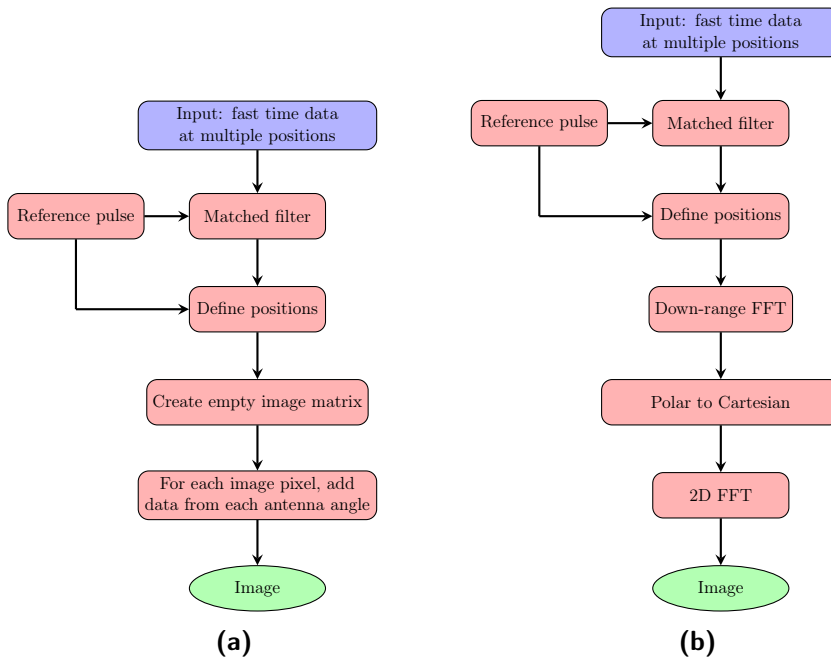 Input: fast time data
at multiple positions
Reference pulse
Matched filter
Define positions
Create empty image matrix
For each image pixel, add
data from each antenna angle
Image
(a)
Input: fast time data
at multiple positions
Reference pulse
Matched filter
Define positions
Down-range FFT
Polar to Cartesian
2D FFT
Image
(b)